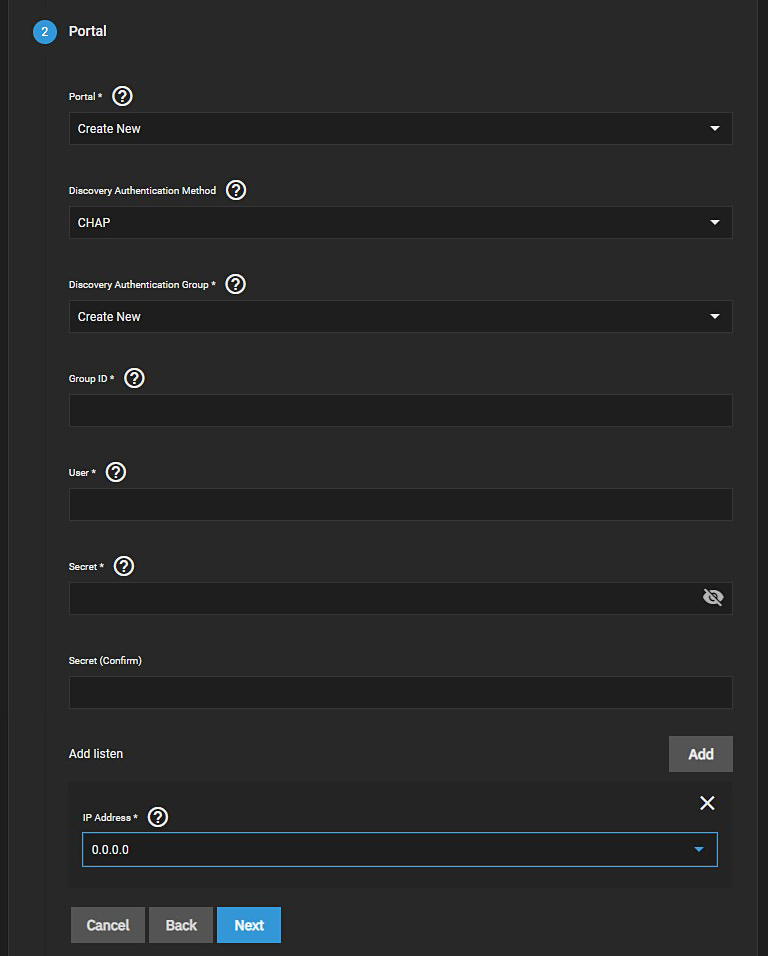 2 Portal
Portal *
Create New
Discovery Authentication Method
CHAP
Discovery Authentication Group *
Create New
Group ID *
User *
Secret *
Secret (Confirm)
Add listen Add
IP Address *
0.0.0.0
Cancel Back Next